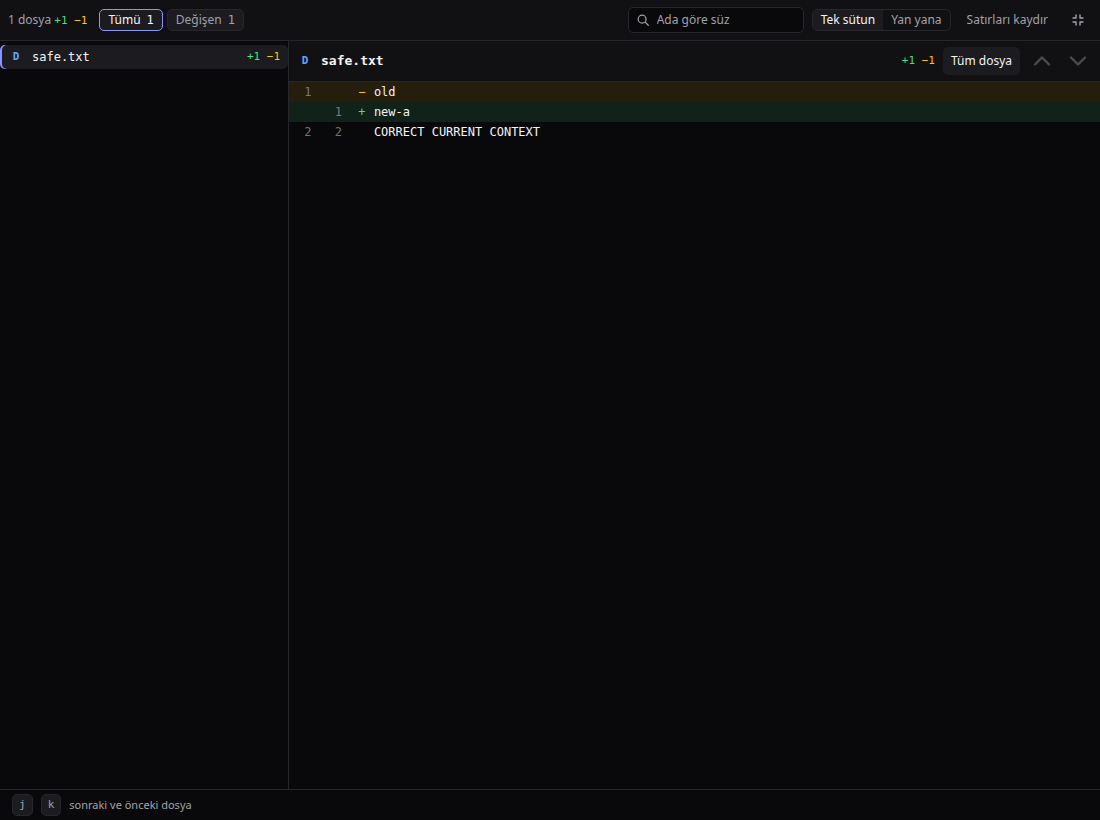 1 dosya +1 −1 Tümü 1 Değişen 1 Ada göre süz Tek sütun Yan yana Satırları kaydır
D safe.txt +1 −1
D safe.txt +1 −1 Tüm dosya
1 − old
1 + new-a
2 2 CORRECT CURRENT CONTEXT
j k sonraki ve önceki dosya